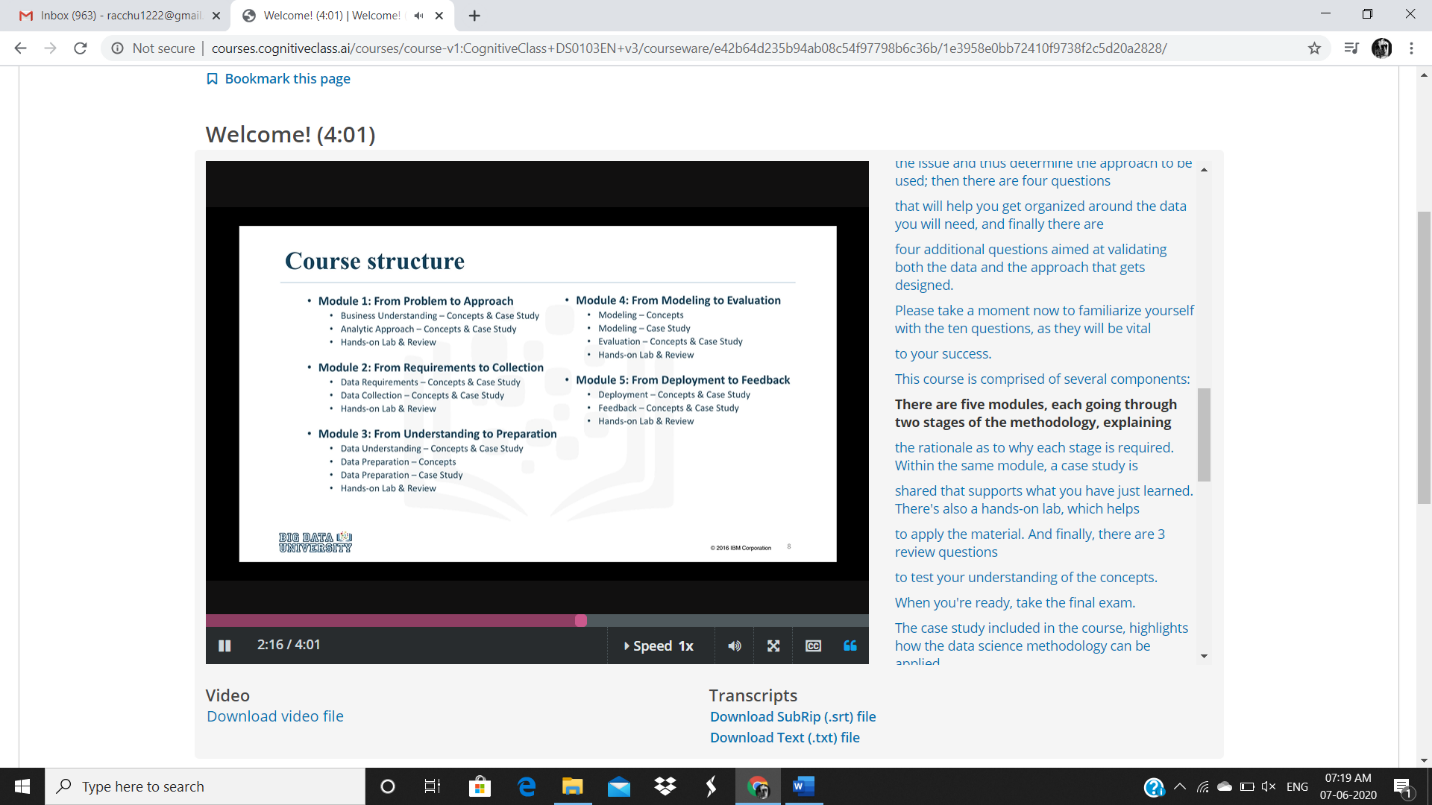 Inbox (963) - racchu1222@gmail.
Welcome! (4:01) | Welcome!
Not secure | courses.cognitiveclass.ai/courses/course-v1:CognitiveClass+DS0103EN+v3/courseware/e42b64d235b94ab08c54f97798b6c36b/1e3958e0bb72410f9738f2c5d20a2828/
Bookmark this page
Welcome! (4:01)
Course structure
• Module 1: From Problem to Approach
• Business Understanding – Concepts & Case Study
• Analytic Approach – Concepts & Case Study
• Hands-on Lab & Review
• Module 2: From Requirements to Collection
• Data Requirements – Concepts & Case Study
• Data Collection – Concepts & Case Study
• Hands-on Lab & Review
• Module 3: From Understanding to Preparation
• Data Understanding – Concepts & Case Study
• Data Preparation – Concepts
• Data Preparation – Case Study
• Hands-on Lab & Review
• Module 4: From Modeling to Evaluation
• Modeling – Concepts
• Modeling – Case Study
• Evaluation – Concepts & Case Study
• Hands-on Lab & Review
• Module 5: From Deployment to Feedback
• Deployment – Concepts & Case Study
• Feedback – Concepts & Case Study
• Hands-on Lab & Review
BIG DATA
UNIVERSITY
© 2016 IBM Corporation 8
2:16 / 4:01
Speed 1x
CC
the issue and thus determine the approach to be
used; then there are four questions
that will help you get organized around the data
you will need, and finally there are
four additional questions aimed at validating
both the data and the approach that gets
designed.
Please take a moment now to familiarize yourself
with the ten questions, as they will be vital
to your success.
This course is comprised of several components:
There are five modules, each going through
two stages of the methodology, explaining
the rationale as to why each stage is required.
Within the same module, a case study is
shared that supports what you have just learned.
There's also a hands-on lab, which helps
to apply the material. And finally, there are 3
review questions
to test your understanding of the concepts.
When you're ready, take the final exam.
The case study included in the course, highlights
how the data science methodology can be
applied
Video
Download video file
Transcripts
Download SubRip (.srt) file
Download Text (.txt) file
Type here to search
ENG
07:19 AM
07-06-2020
1